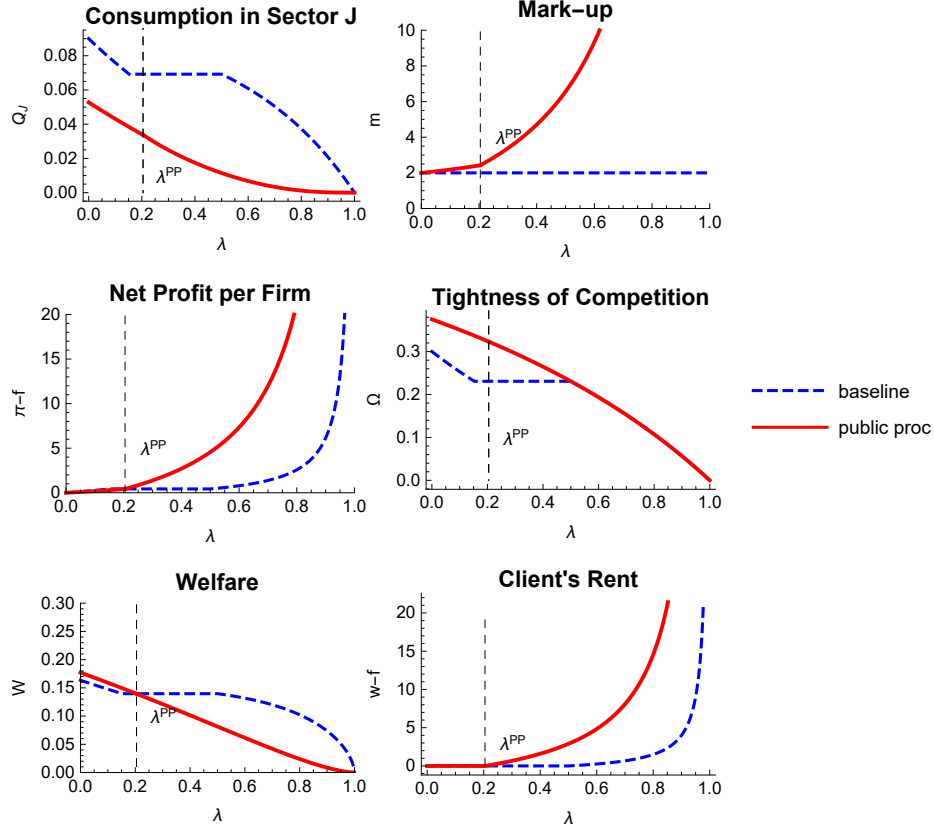 Consumption in Sector J
0.08
0.06
0.04
0.02
0.00
Q_J
λ^PP
0.0 0.2 0.4 0.6 0.8 1.0
λ
Mark-up
10
8
6
4
2
0
m
λ^PP
0.0 0.2 0.4 0.6 0.8 1.0
λ
Net Profit per Firm
20
15
10
5
0
π-f
λ^PP
0.0 0.2 0.4 0.6 0.8 1.0
λ
Tightness of Competition
0.3
0.2
0.1
0.0
Ω
λ^PP
0.0 0.2 0.4 0.6 0.8 1.0
λ
baseline
public proc
Welfare
0.30
0.25
0.20
0.15
0.10
0.05
0.00
W
λ^PP
0.0 0.2 0.4 0.6 0.8 1.0
λ
Client's Rent
20
15
10
5
0
w-f
λ^PP
0.0 0.2 0.4 0.6 0.8 1.0
λ